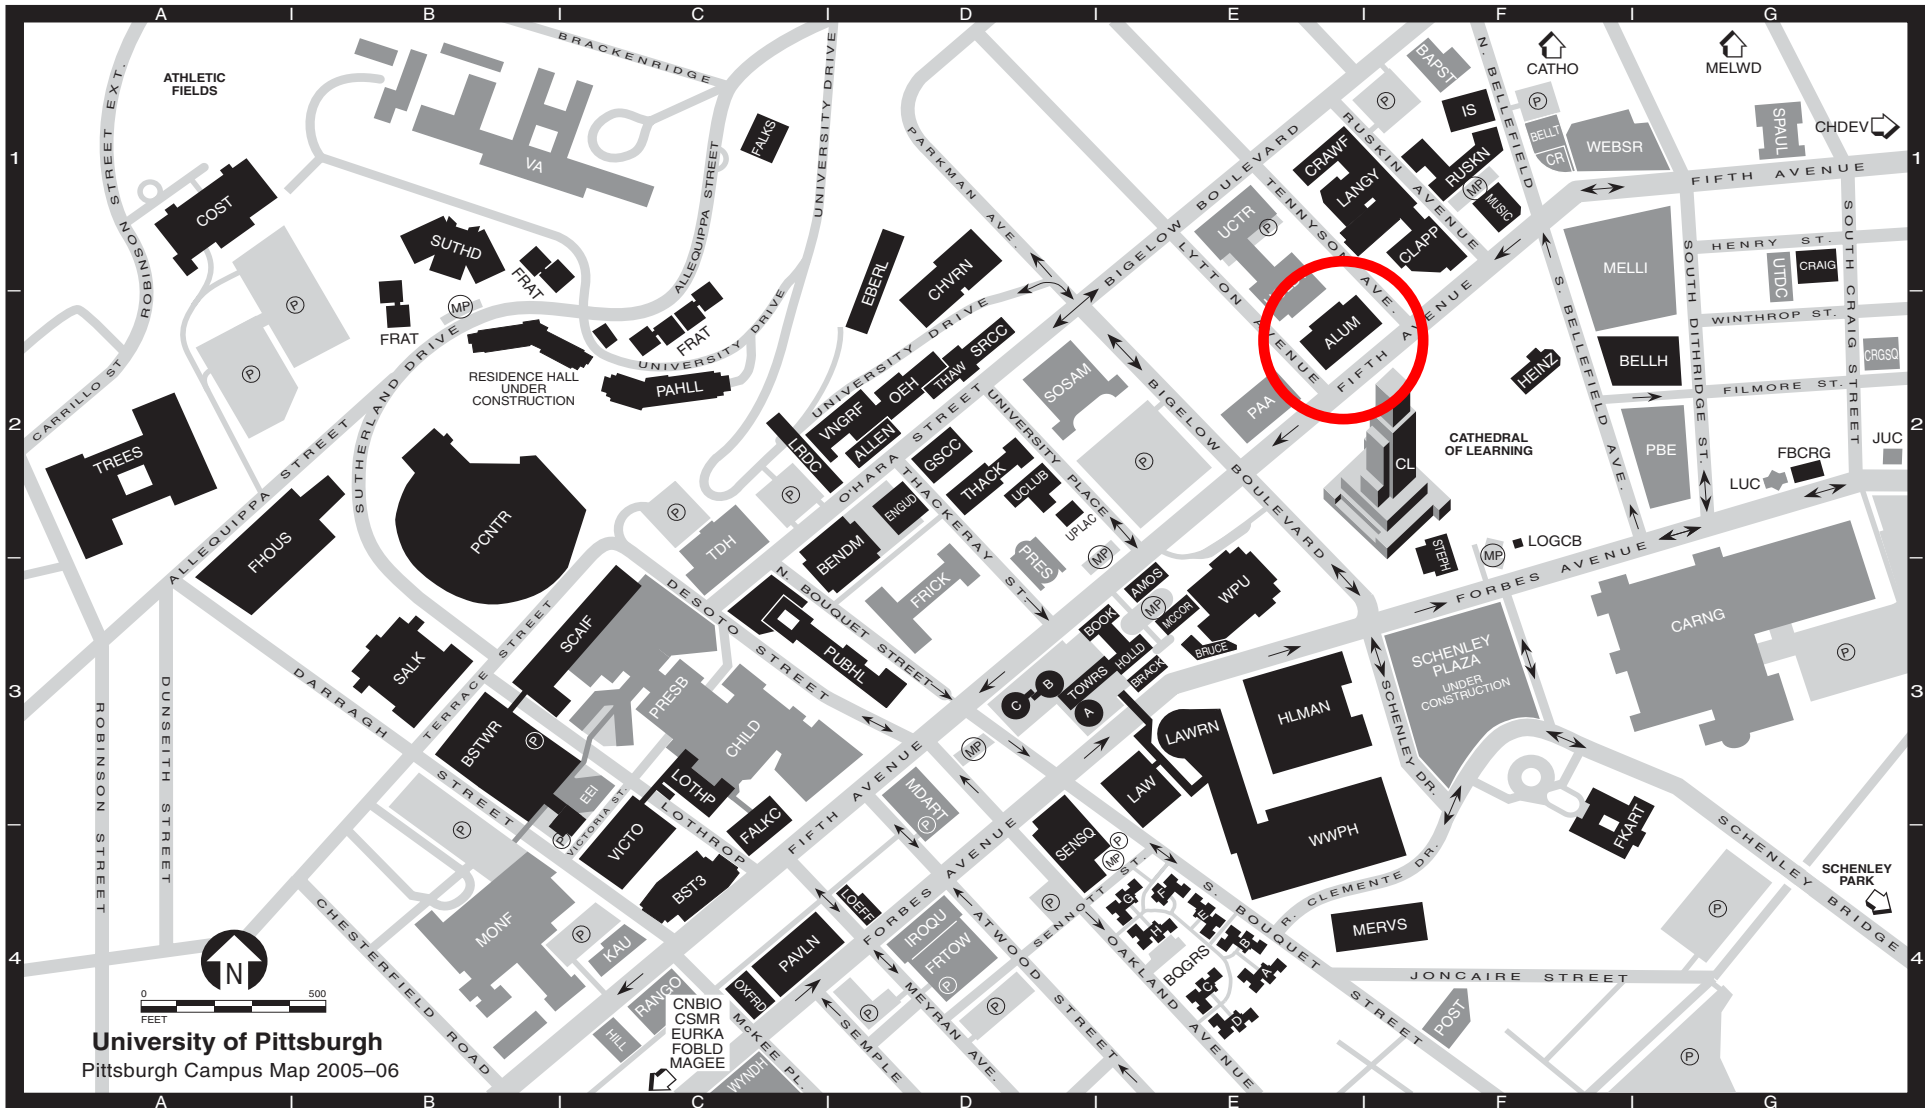 A I B I C I D I E I F I G
ATHLETIC
FIELDS
BRACKENRIDGE
UNIVERSITY DRIVE
ROBINSON STREET EXT.
VA
FALKS
ALLEQUIPPA STREET
PARKMAN AVE.
BIGELOW BOULEVARD
BAPST
N. BELLEFIELD
CATHO
MELWD
CHDEV
IS
P
P
BELLT
CR
WEBSR
SPAUL
1
1
COST
SUTHD
FRAT
FRAT
MP
FRAT
P
P
EBERL
CHVRN
UCTR
P
LYTTON AVENUE
TENNYSON AVE.
RUSKIN AVENUE
CRAWF
LANGY
CLAPP
RUSKN
MP
MUSIC
FIFTH AVENUE
MELLI
HENRY ST.
UTDC
CRAIG
SOUTH CRAIG STREET
SOUTH DITHRIDGE ST.
WINTHROP ST.
CRGSQ
FILMORE ST.
BELLH
S. BELLEFIELD AVE.
HEINZ
ALUM
FIFTH AVENUE
PAA
SOSAM
BIGELOW BOULEVARD
CARRILLO ST
SUTHERLAND DRIVE
RESIDENCE HALL
UNDER
CONSTRUCTION
UNIVERSITY DRIVE
PAHLL
UNIVERSITY DRIVE
SRCC
THAW
OEH
VNGRF
ALLEN
LRDC
O'HARA STREET
UNIVERSITY PLACE
GSCC
THACK
UCLUB
UPLAC
P
2
2
TREES
ALLEQUIPPA STREET
FHOUS
PCNTR
P
P
TDH
BENDM
ENGUD
THACKERAY ST.
FRICK
PRES
MP
CATHEDRAL
OF LEARNING
CL
STEPH
MP
LOGCB
PBE
LUC
FBCRG
JUC
FORBES AVENUE
CARNG
P
N. BOUQUET STREET
DESOTO STREET
SCAIF
PUBHL
PRESB
CHILD
TERRACE STREET
SALK
DARRAGH STREET
DUNSEITH STREET
ROBINSON STREET
BSTWR
P
AMOS
BOOK
MP
MCCOR
WPU
HOLLD
BRUCE
BRACK
TOWRS
C
B
A
SCHENLEY
PLAZA
UNDER
CONSTRUCTION
SCHENLEY DR.
HLMAN
LAWRN
LAW
WWPH
3
3
EEI
P
VICTORIA ST.
VICTO
LOTHP
LOTHROP
FALKC
BST3
FIFTH AVENUE
MDART
P
MP
FORBES AVENUE
SENSQ
P
MP
SENNOTT ST.
P
S. BOUQUET STREET
R. CLEMENTE DR.
MERVS
FKART
SCHENLEY BRIDGE
SCHENLEY
PARK
P
P
MONF
CHESTERFIELD ROAD
P
KAU
RANGO
HILL
LOEFF
PAVLN
OXFRD
IROQU
FRTOW
P
P
P
ATWOOD STREET
OAKLAND AVENUE
MEYRAN AVE.
SEMPLE
McKEE PL.
WYNDH
G
F
E
H
B
A
C
D
BQGRS
JONCAIRE STREET
POST
P
4
4
N
0 500
FEET
CNBIO
CSMR
EURKA
FOBLD
MAGEE
University of Pittsburgh
Pittsburgh Campus Map 2005–06
A I B I C I D I E I F I G